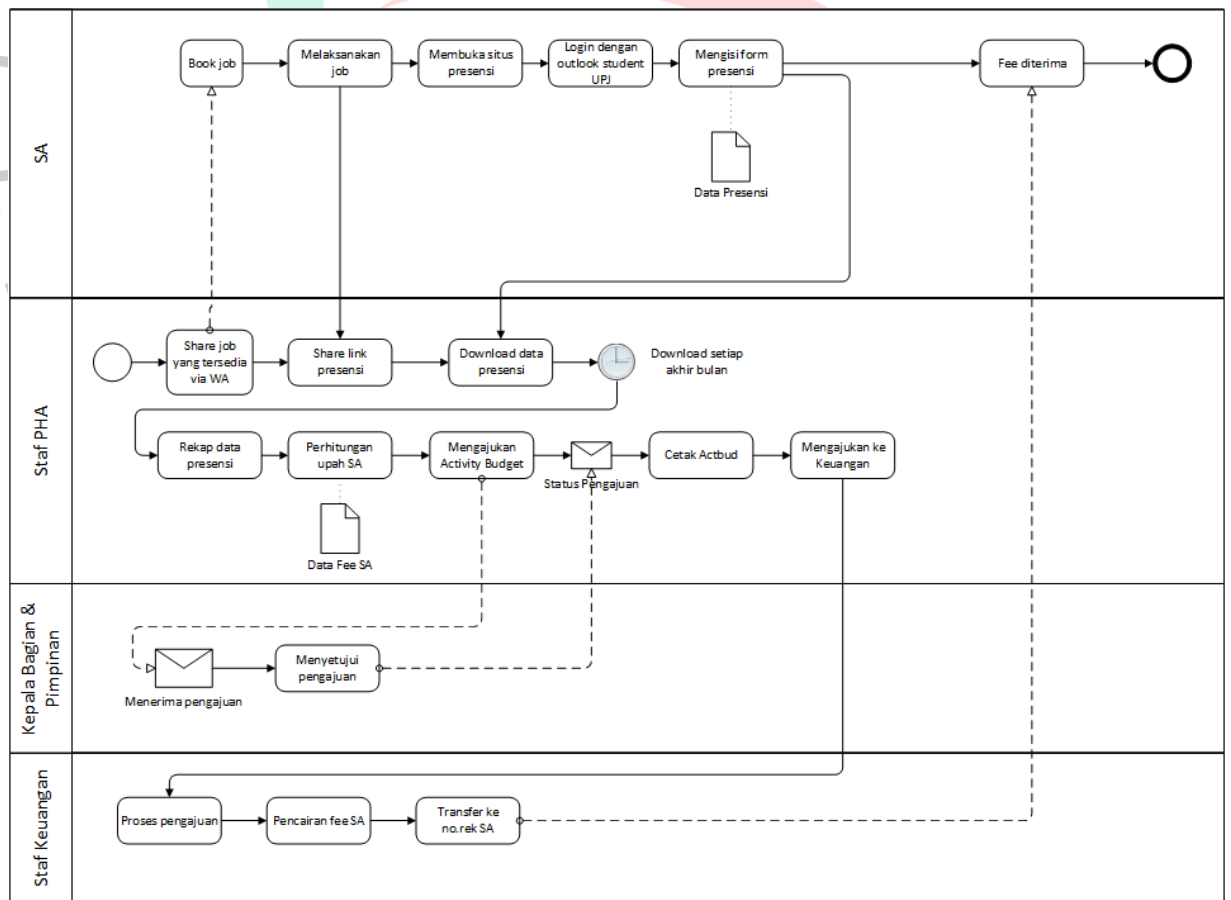 SA
Book job
Melaksanakan
job
Membuka situs
presensi
Login dengan
outlook student
UPJ
Mengisi form
presensi
Fee diterima
Data Presensi
Staf PHA
Share job
yang tersedia
via WA
Share link
presensi
Download data
presensi
Download setiap
akhir bulan
Rekap data
presensi
Perhitungan
upah SA
Mengajukan
Activity Budget
Status Pengajuan
Cetak Actbud
Mengajukan ke
Keuangan
Data Fee SA
Kepala Bagian &
Pimpinan
Menerima pengajuan
Menyetujui
pengajuan
Staf Keuangan
Proses pengajuan
Pencairan fee SA
Transfer ke
no.rek SA